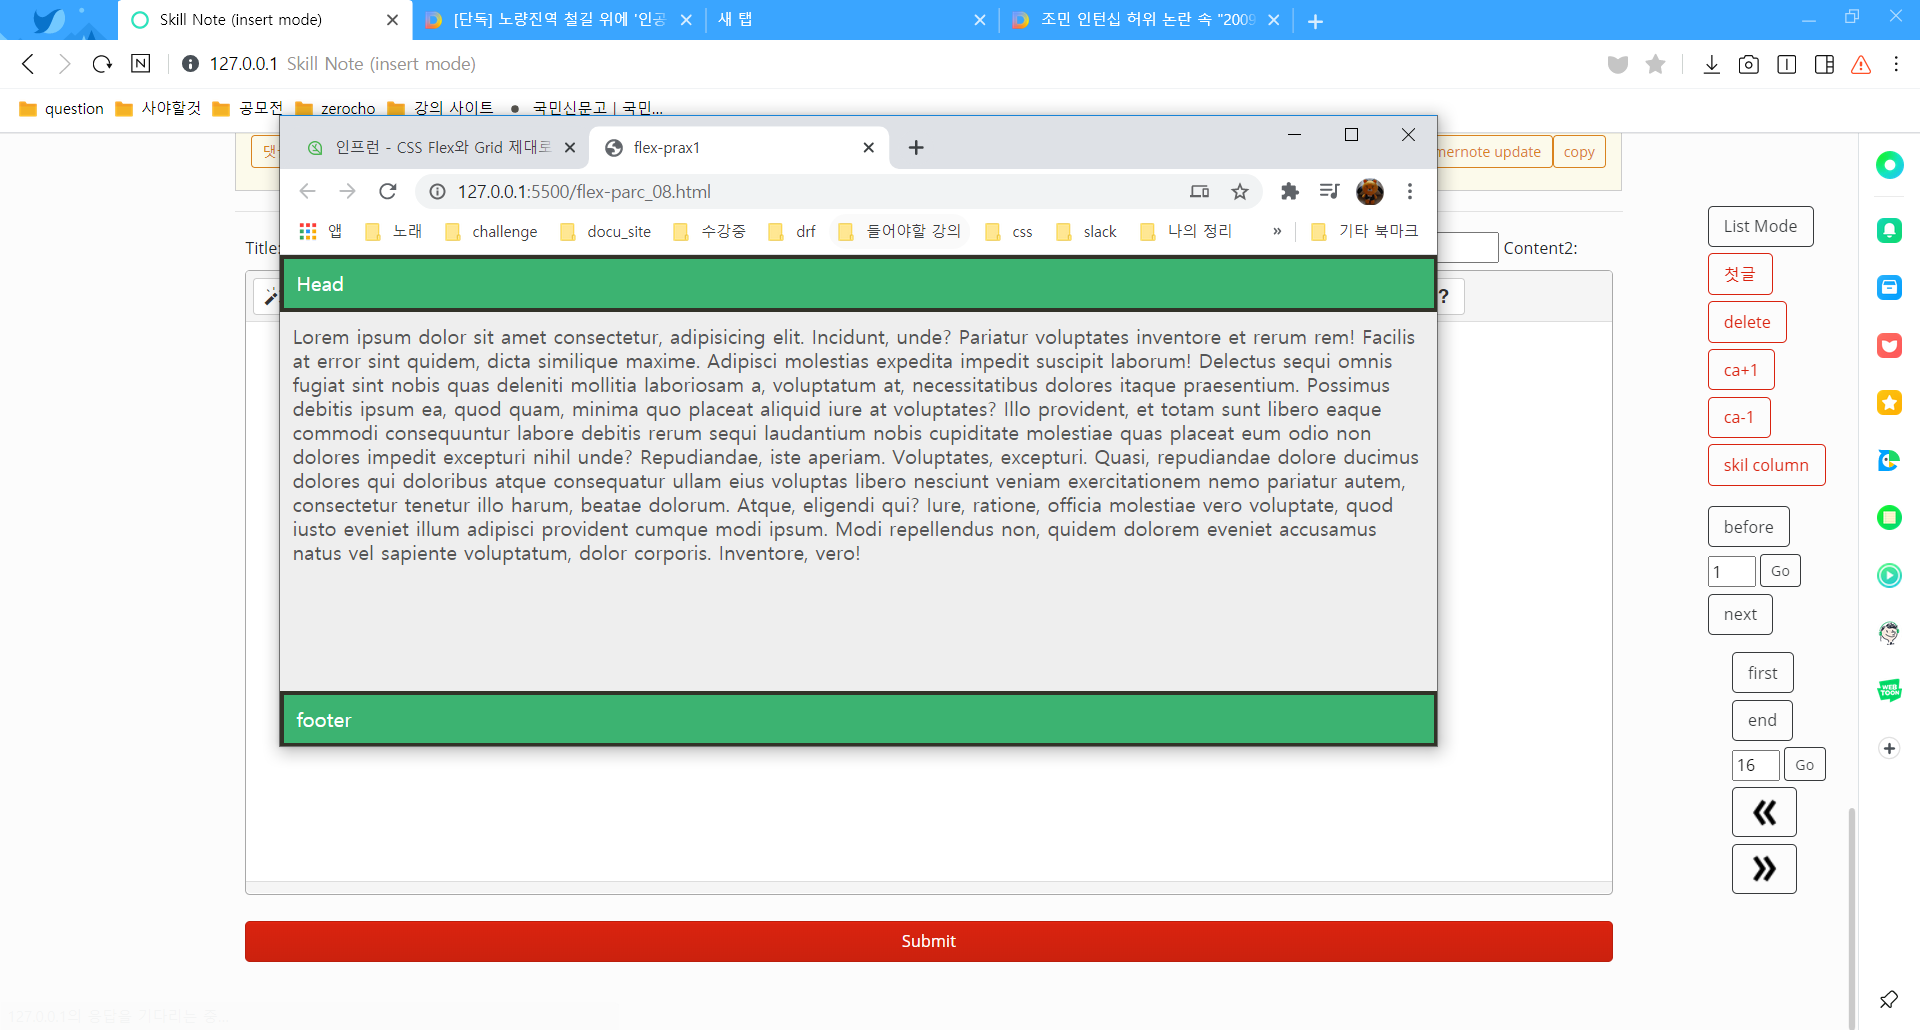 Skill Note (insert mode)
[단독] 노량진역 철길 위에 '인공
새 탭
조민 인턴십 허위 논란 속 "2009
127.0.0.1 Skill Note (insert mode)
question
사야할것
공모전
zerocho
강의 사이트
국민신문고 | 국민...
인프런 - CSS Flex와 Grid 제대로
flex-prax1
127.0.0.1:5500/flex-parc_08.html
앱
노래
challenge
docu_site
수강중
drf
들어야할 강의
css
slack
나의 정리
»
기타 북마크
mernote update
copy
Title:
Content2:
?
Head
Lorem ipsum dolor sit amet consectetur, adipisicing elit. Incidunt, unde? Pariatur voluptates inventore et rerum rem! Facilis
at error sint quidem, dicta similique maxime. Adipisci molestias expedita impedit suscipit laborum! Delectus sequi omnis
fugiat sint nobis quas deleniti mollitia laboriosam a, voluptatum at, necessitatibus dolores itaque praesentium. Possimus
debitis ipsum ea, quod quam, minima quo placeat aliquid iure at voluptates? Illo provident, et totam sunt libero eaque
commodi consequuntur labore debitis rerum sequi laudantium nobis cupiditate molestiae quas placeat eum odio non
dolores impedit excepturi nihil unde? Repudiandae, iste aperiam. Voluptates, excepturi. Quasi, repudiandae dolore ducimus
dolores qui doloribus atque consequatur ullam eius voluptas libero nesciunt veniam exercitationem nemo pariatur autem,
consectetur tenetur illo harum, beatae dolorum. Atque, eligendi qui? Iure, ratione, officia molestiae vero voluptate, quod
iusto eveniet illum adipisci provident cumque modi ipsum. Modi repellendus non, quidem dolorem eveniet accusamus
natus vel sapiente voluptatum, dolor corporis. Inventore, vero!
footer
Submit
List Mode
첫글
delete
ca+1
ca-1
skil column
before
1
Go
next
first
end
16
Go
WEB
TOON